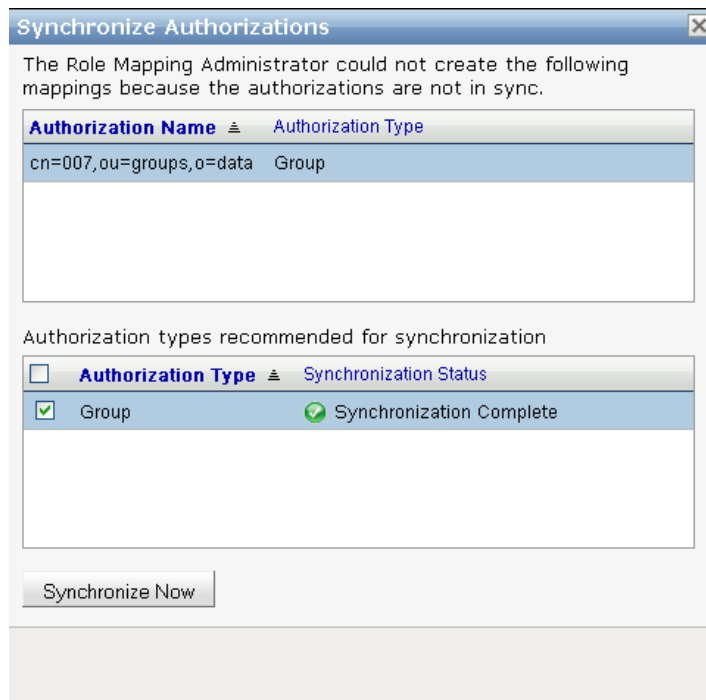 Synchronize Authorizations
The Role Mapping Administrator could not create the following
mappings because the authorizations are not in sync.
Authorization Name Authorization Type
cn=007,ou=groups,o=data Group
Authorization types recommended for synchronization
Authorization Type Synchronization Status
Group Synchronization Complete
Synchronize Now